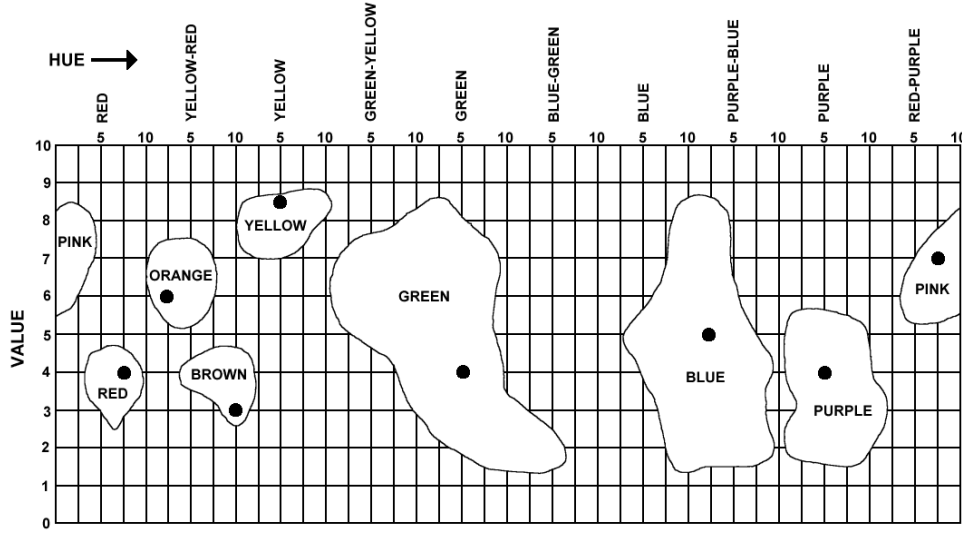 HUE
RED
YELLOW-RED
YELLOW
GREEN-YELLOW
GREEN
BLUE-GREEN
BLUE
PURPLE-BLUE
PURPLE
RED-PURPLE
5 10 5 10 5 10 5 10 5 10 5 10 5 10 5 10 5 10 5 10
VALUE
10
9
8
7
6
5
4
3
2
1
0
YELLOW
PINK
ORANGE
PINK
GREEN
BROWN
BLUE
RED
PURPLE